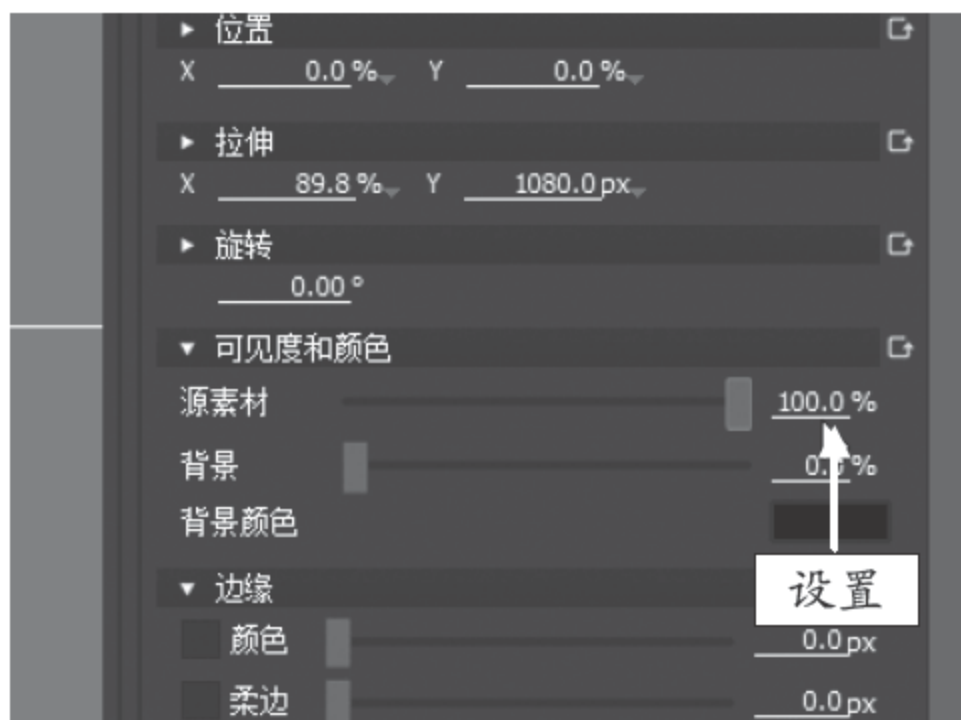 位置
X 0.0 % Y 0.0 %
拉伸
X 89.8 % Y 1080.0 px
旋转
0.00 °
可见度和颜色
源素材 100.0 %
背景 0.0 %
背景颜色
边缘
设置
颜色 0.0 px
柔边 0.0 px